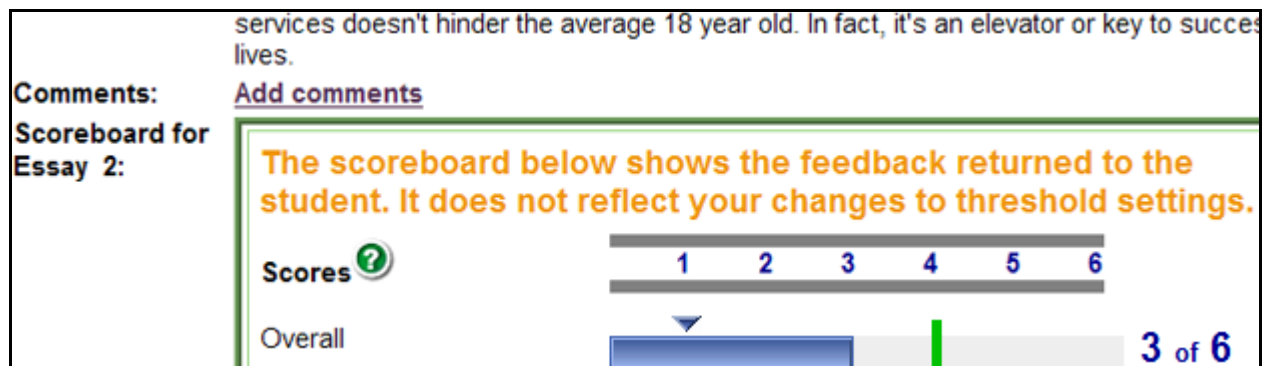 services doesn't hinder the average 18 year old. In fact, it's an elevator or key to
lives.
Comments: Add comments
Scoreboard for
Essay 2:
The scoreboard below shows the feedback returned to the
student. It does not reflect your changes to threshold settings.
Scores ? 1 2 3 4 5 6
Overall 3 of 6